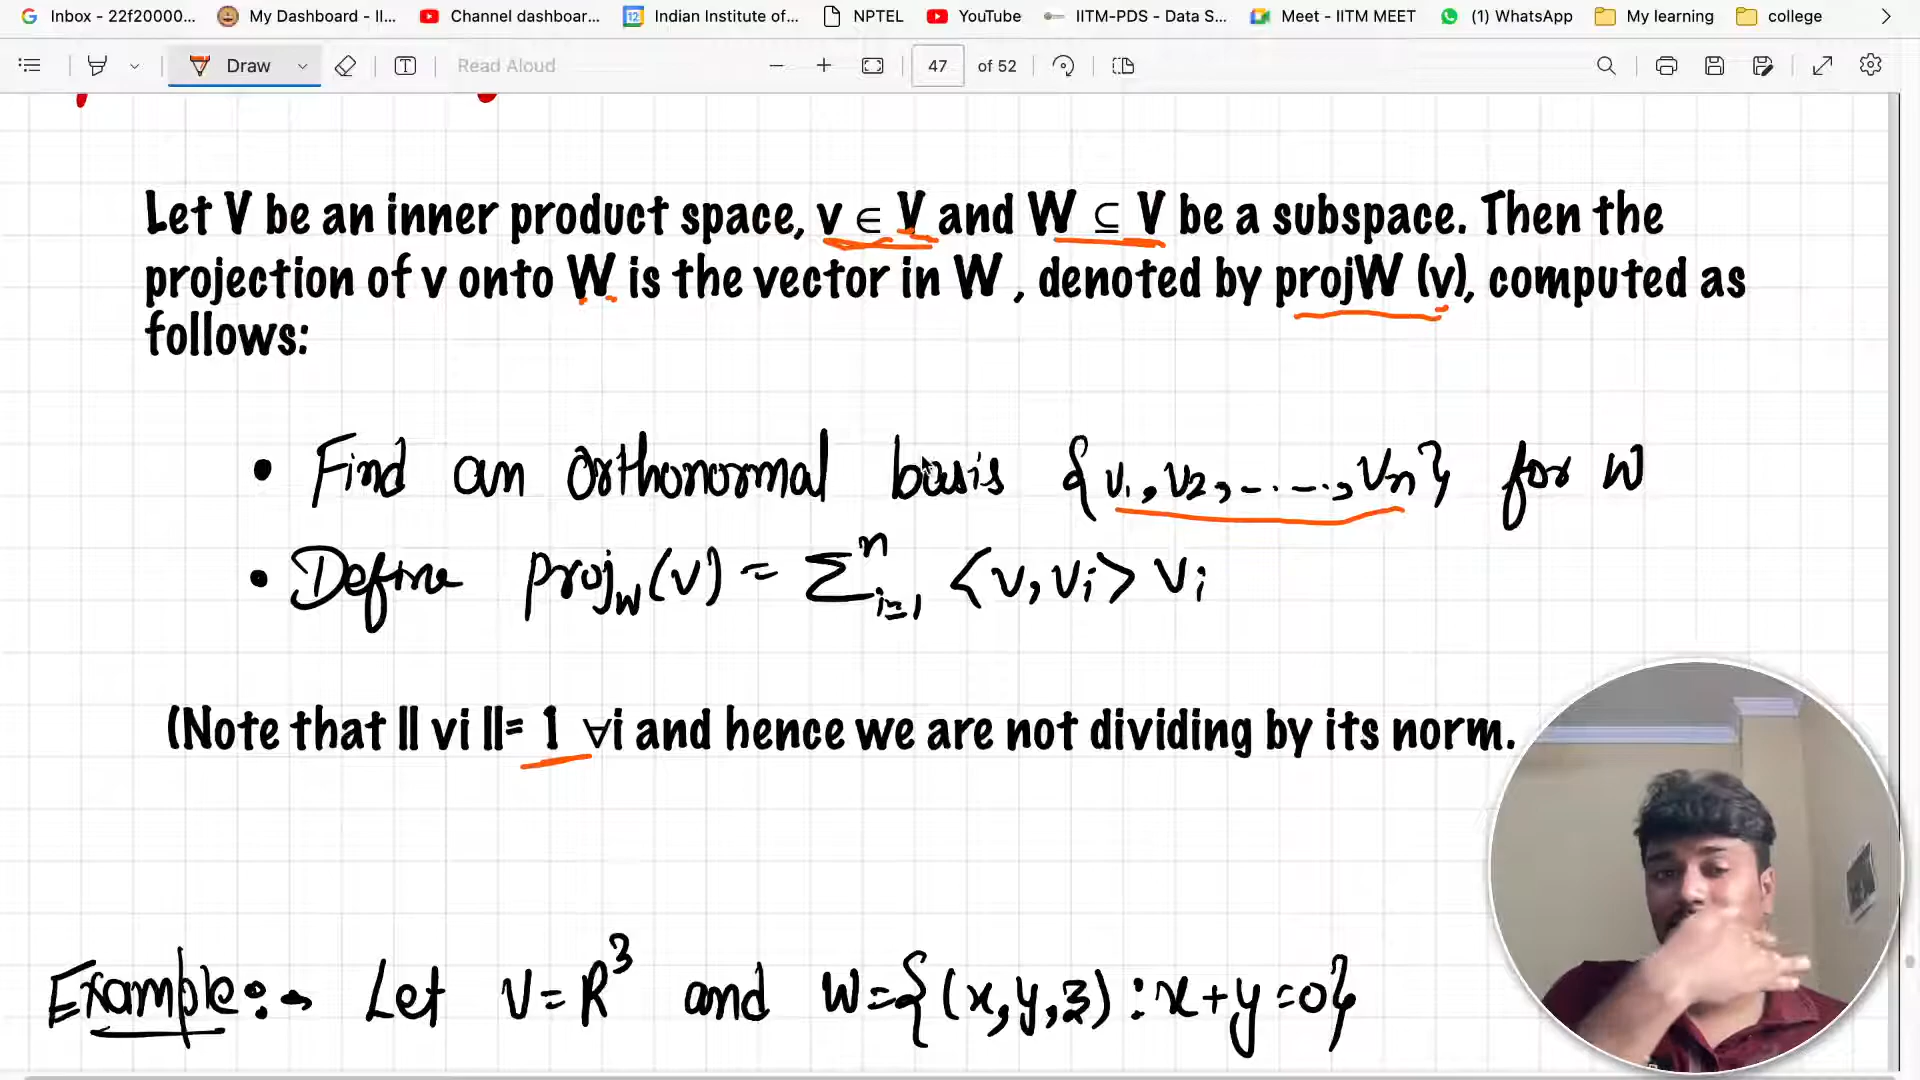 Inbox - 22f20000... My Dashboard - II... Channel dashboar... Indian Institute of... NPTEL YouTube IITM-PDS - Data S... Meet - IITM MEET (1) WhatsApp My learning college
Draw Read Aloud 47 of 52
Let V be an inner product space, v ∈ V and W ⊆ V be a subspace. Then the
projection of v onto W is the vector in W , denoted by projW (v), computed as
follows:
• Find an orthonormal basis {v1, v2, ......, vn} for W
• Define projW(v) = Σ^n_{i=1} <v, vi> vi
(Note that || vi ||= 1 ∀i and hence we are not dividing by its norm.
Example:→ Let V=R^3 and W={(x,y,z) : x+y=0}